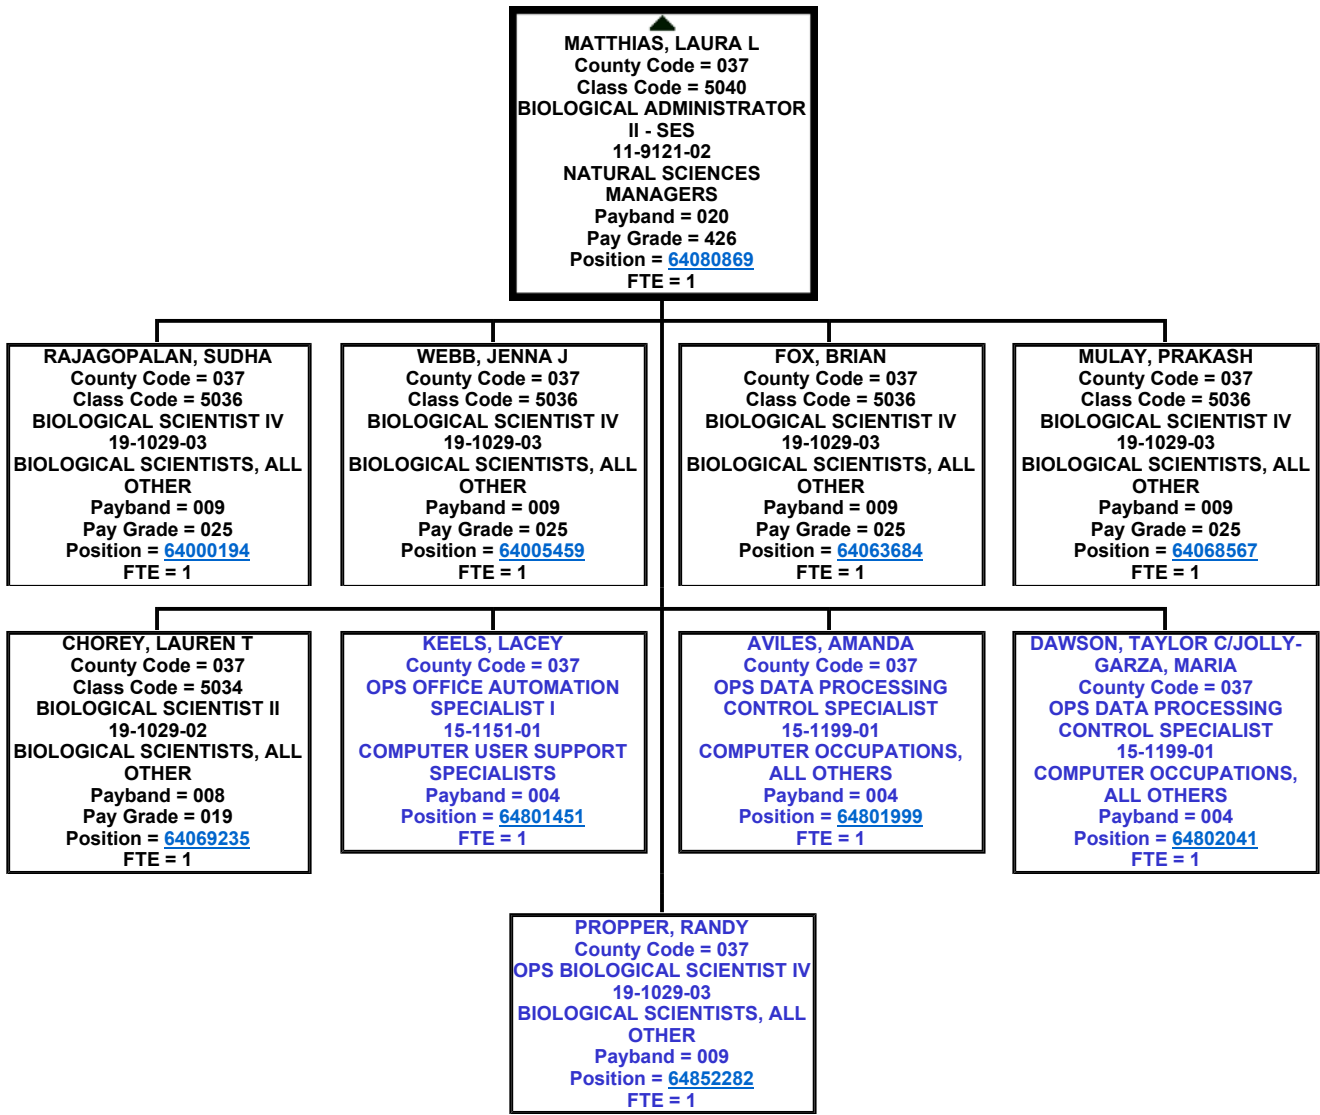 MATTHIAS, LAURA L
County Code = 037
Class Code = 5040
BIOLOGICAL ADMINISTRATOR
II - SES
11-9121-02
NATURAL SCIENCES
MANAGERS
Payband = 020
Pay Grade = 426
Position = 64080869
FTE = 1
RAJAGOPALAN, SUDHA
County Code = 037
Class Code = 5036
BIOLOGICAL SCIENTIST IV
19-1029-03
BIOLOGICAL SCIENTISTS, ALL
OTHER
Payband = 009
Pay Grade = 025
Position = 64000194
FTE = 1
WEBB, JENNA J
County Code = 037
Class Code = 5036
BIOLOGICAL SCIENTIST IV
19-1029-03
BIOLOGICAL SCIENTISTS, ALL
OTHER
Payband = 009
Pay Grade = 025
Position = 64005459
FTE = 1
FOX, BRIAN
County Code = 037
Class Code = 5036
BIOLOGICAL SCIENTIST IV
19-1029-03
BIOLOGICAL SCIENTISTS, ALL
OTHER
Payband = 009
Pay Grade = 025
Position = 64063684
FTE = 1
MULAY, PRAKASH
County Code = 037
Class Code = 5036
BIOLOGICAL SCIENTIST IV
19-1029-03
BIOLOGICAL SCIENTISTS, ALL
OTHER
Payband = 009
Pay Grade = 025
Position = 64068567
FTE = 1
CHOREY, LAUREN T
County Code = 037
Class Code = 5034
BIOLOGICAL SCIENTIST II
19-1029-02
BIOLOGICAL SCIENTISTS, ALL
OTHER
Payband = 008
Pay Grade = 019
Position = 64069235
FTE = 1
KEELS, LACEY
County Code = 037
OPS OFFICE AUTOMATION
SPECIALIST I
15-1151-01
COMPUTER USER SUPPORT
SPECIALISTS
Payband = 004
Position = 64801451
FTE = 1
AVILES, AMANDA
County Code = 037
OPS DATA PROCESSING
CONTROL SPECIALIST
15-1199-01
COMPUTER OCCUPATIONS,
ALL OTHERS
Payband = 004
Position = 64801999
FTE = 1
DAWSON, TAYLOR C/JOLLY-
GARZA, MARIA
County Code = 037
OPS DATA PROCESSING
CONTROL SPECIALIST
15-1199-01
COMPUTER OCCUPATIONS,
ALL OTHERS
Payband = 004
Position = 64802041
FTE = 1
PROPPER, RANDY
County Code = 037
OPS BIOLOGICAL SCIENTIST IV
19-1029-03
BIOLOGICAL SCIENTISTS, ALL
OTHER
Payband = 009
Position = 64852282
FTE = 1